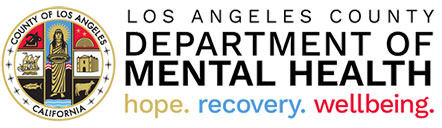 COUNTY OF LOS ANGELES
CALIFORNIA
LOS ANGELES COUNTY
DEPARTMENT OF
MENTAL HEALTH
hope. recovery. wellbeing.